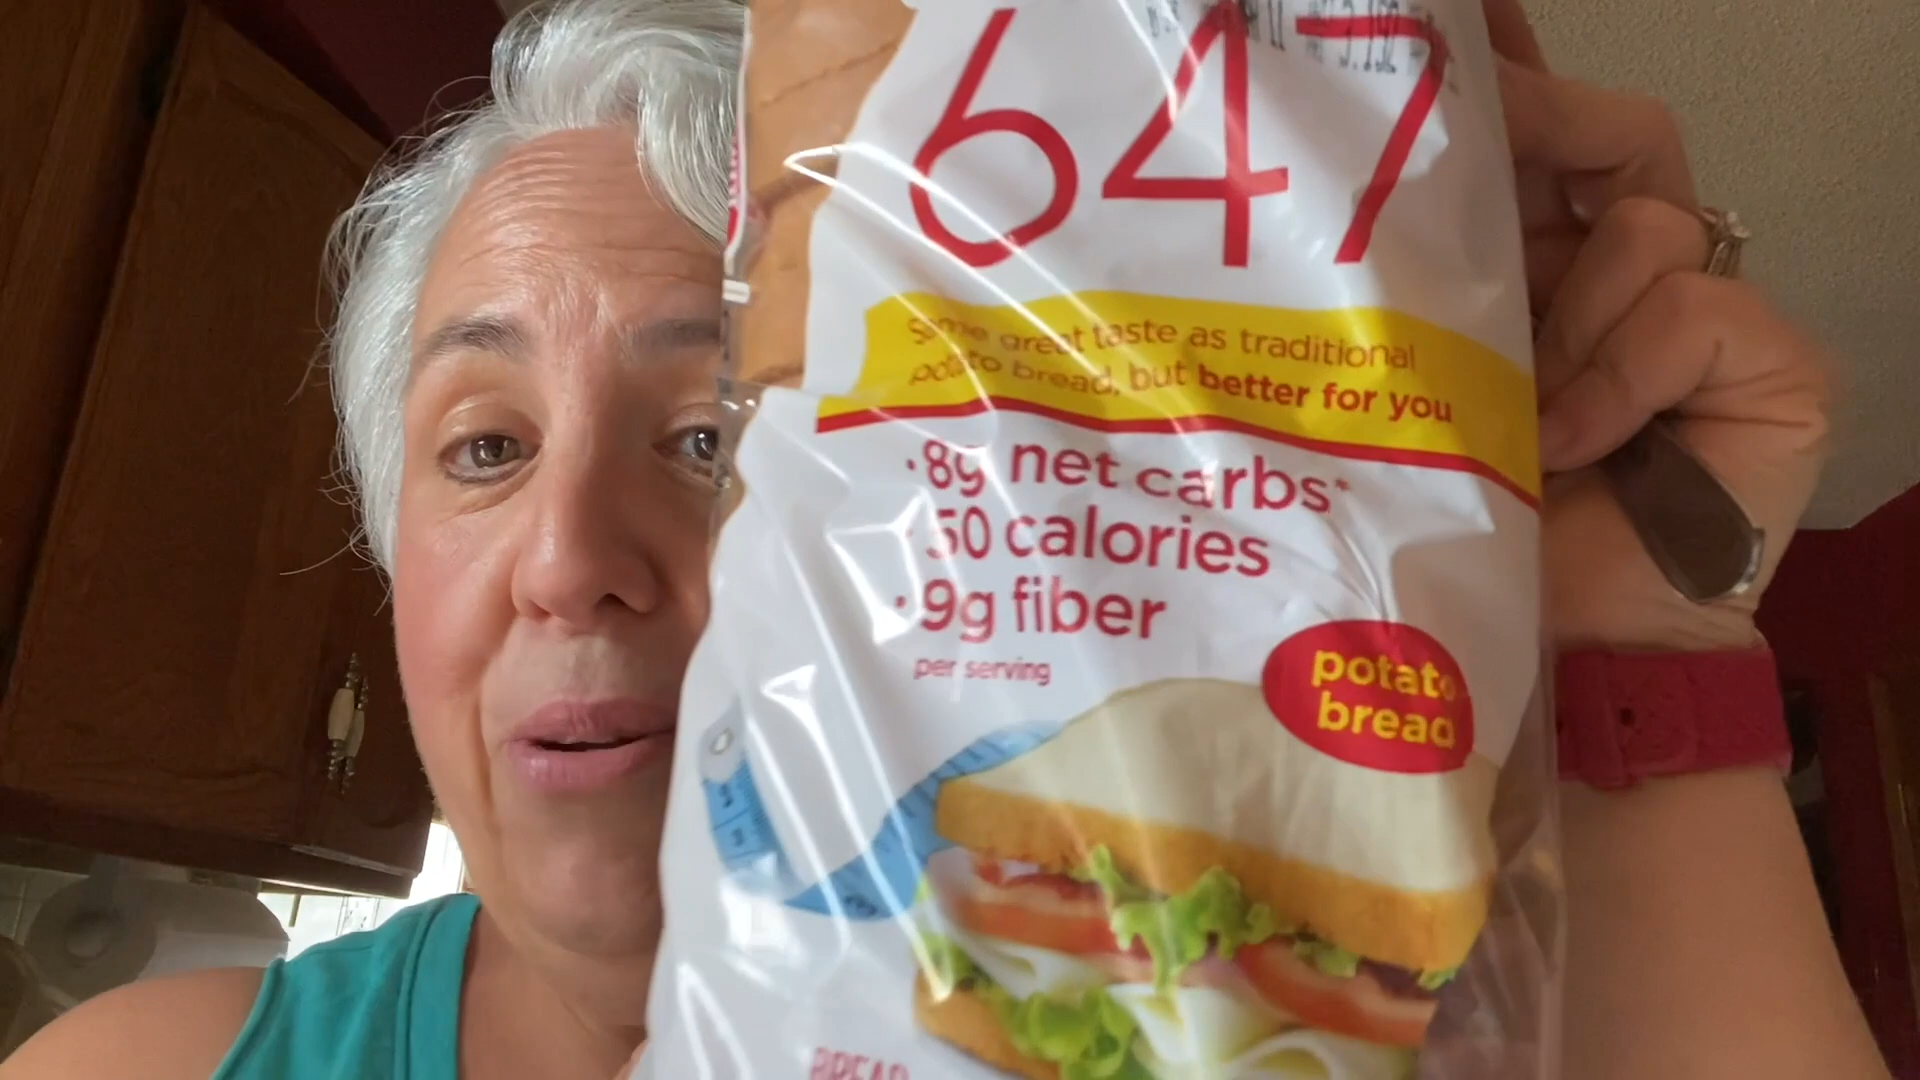 647
Same great taste as traditional
potato bread, but better for you
·8g net carbs*
·50 calories
·9g fiber
per serving
potato
bread
BREAD